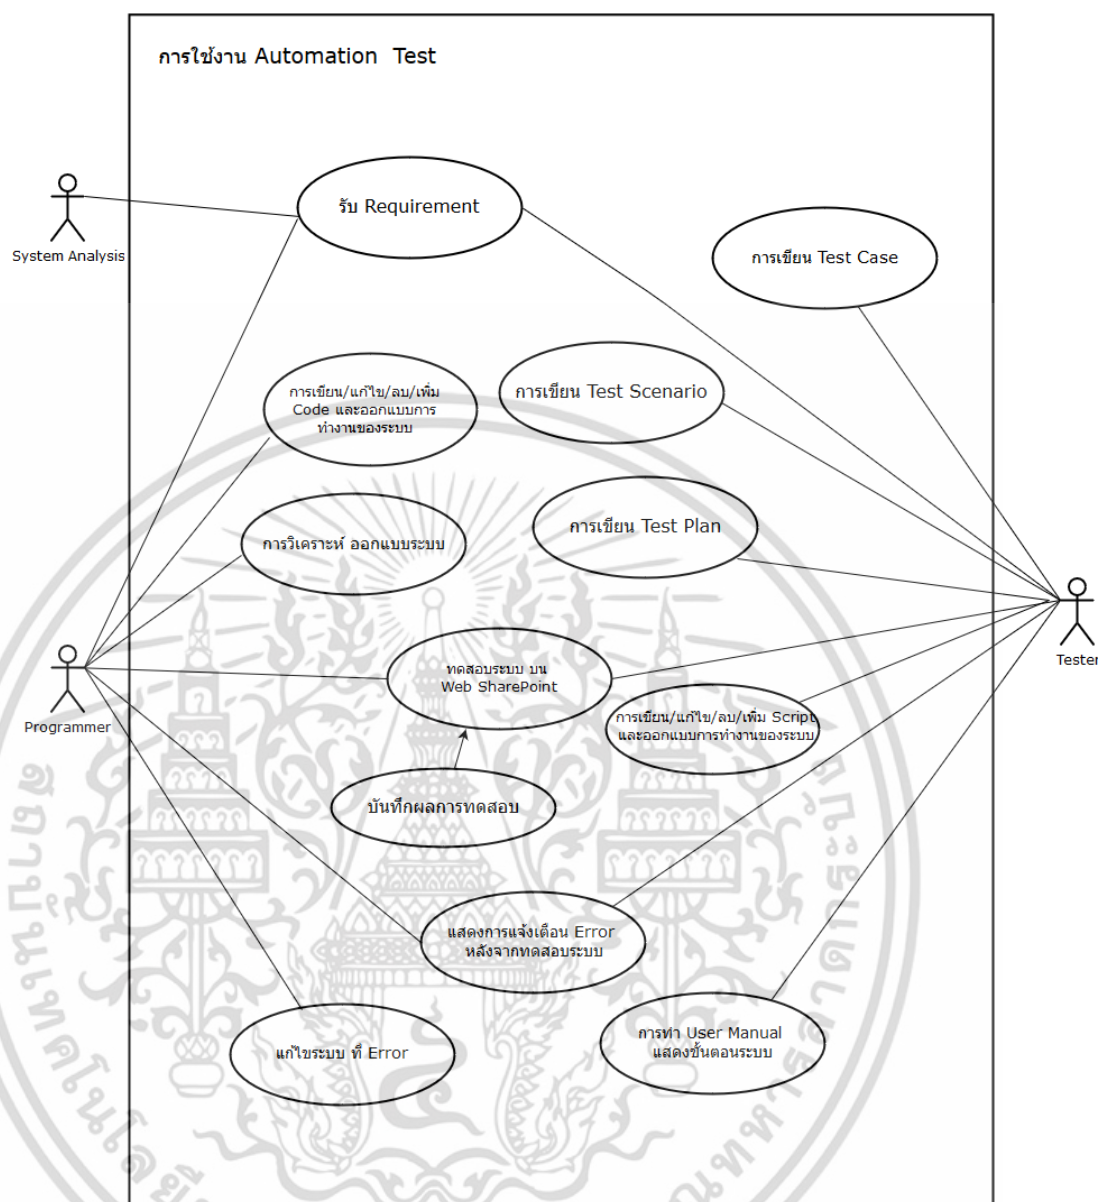 การใช้งาน Automation Test
รับ Requirement
System Analysis
การเขียน Test Case
การเขียน/แก้ไข/ลบ/เพิ่ม
Code และออกแบบการ
ทำงานของระบบ
การเขียน Test Scenario
การวิเคราะห์ ออกแบบระบบ
การเขียน Test Plan
Programmer
ทดสอบระบบ บน
Web SharePoint
Tester
การเขียน/แก้ไข/ลบ/เพิ่ม Script
และออกแบบการทำงานของระบบ
บันทึกผลการทดสอบ
แสดงการแจ้งเตือน Error
หลังจากทดสอบระบบ
แก้ไขระบบ ที่ Error
การทำ User Manual
แสดงขั้นตอนระบบ